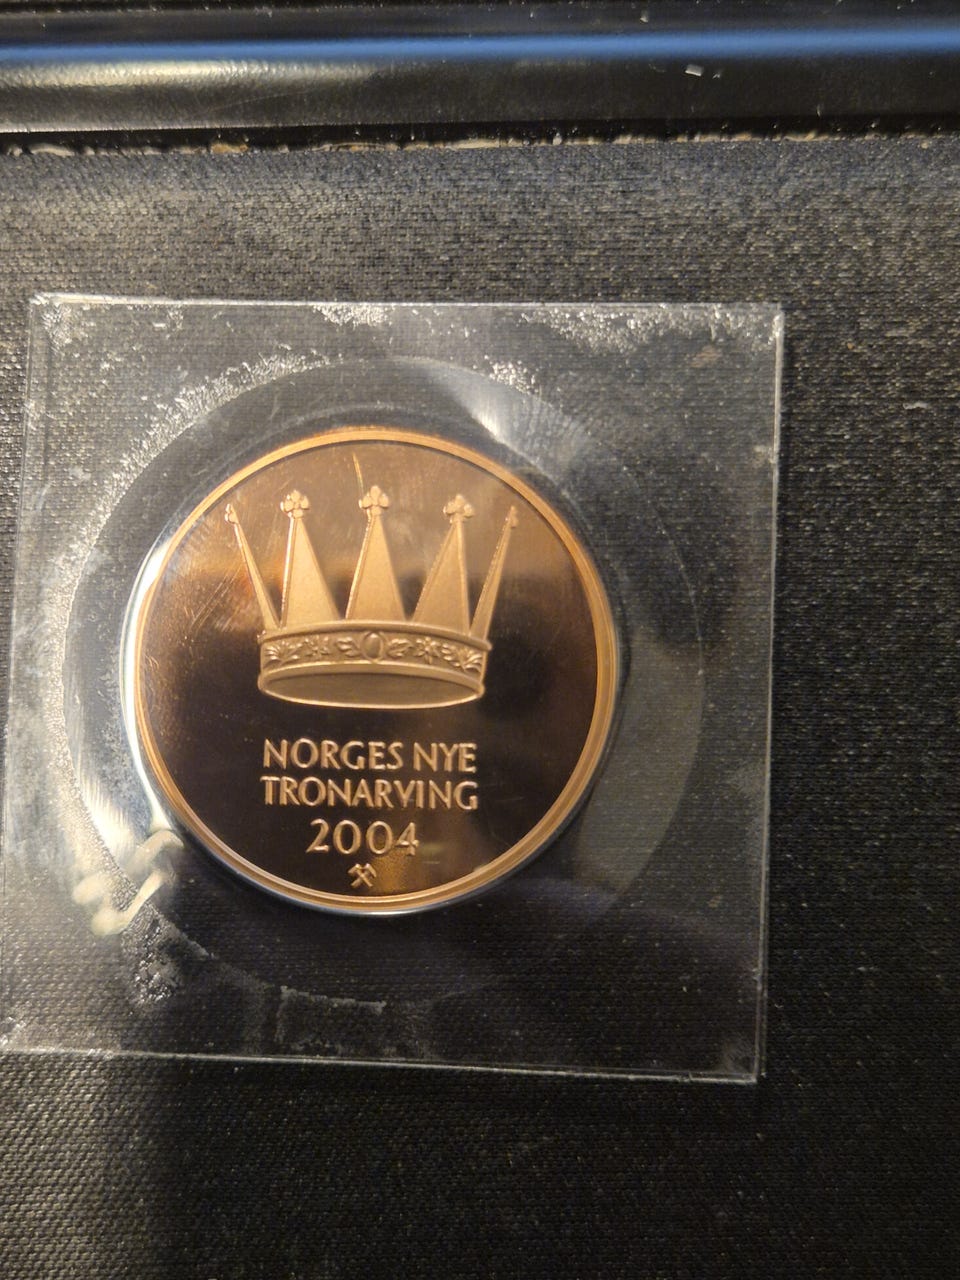 NORGES NYE
TRONARVING
2004